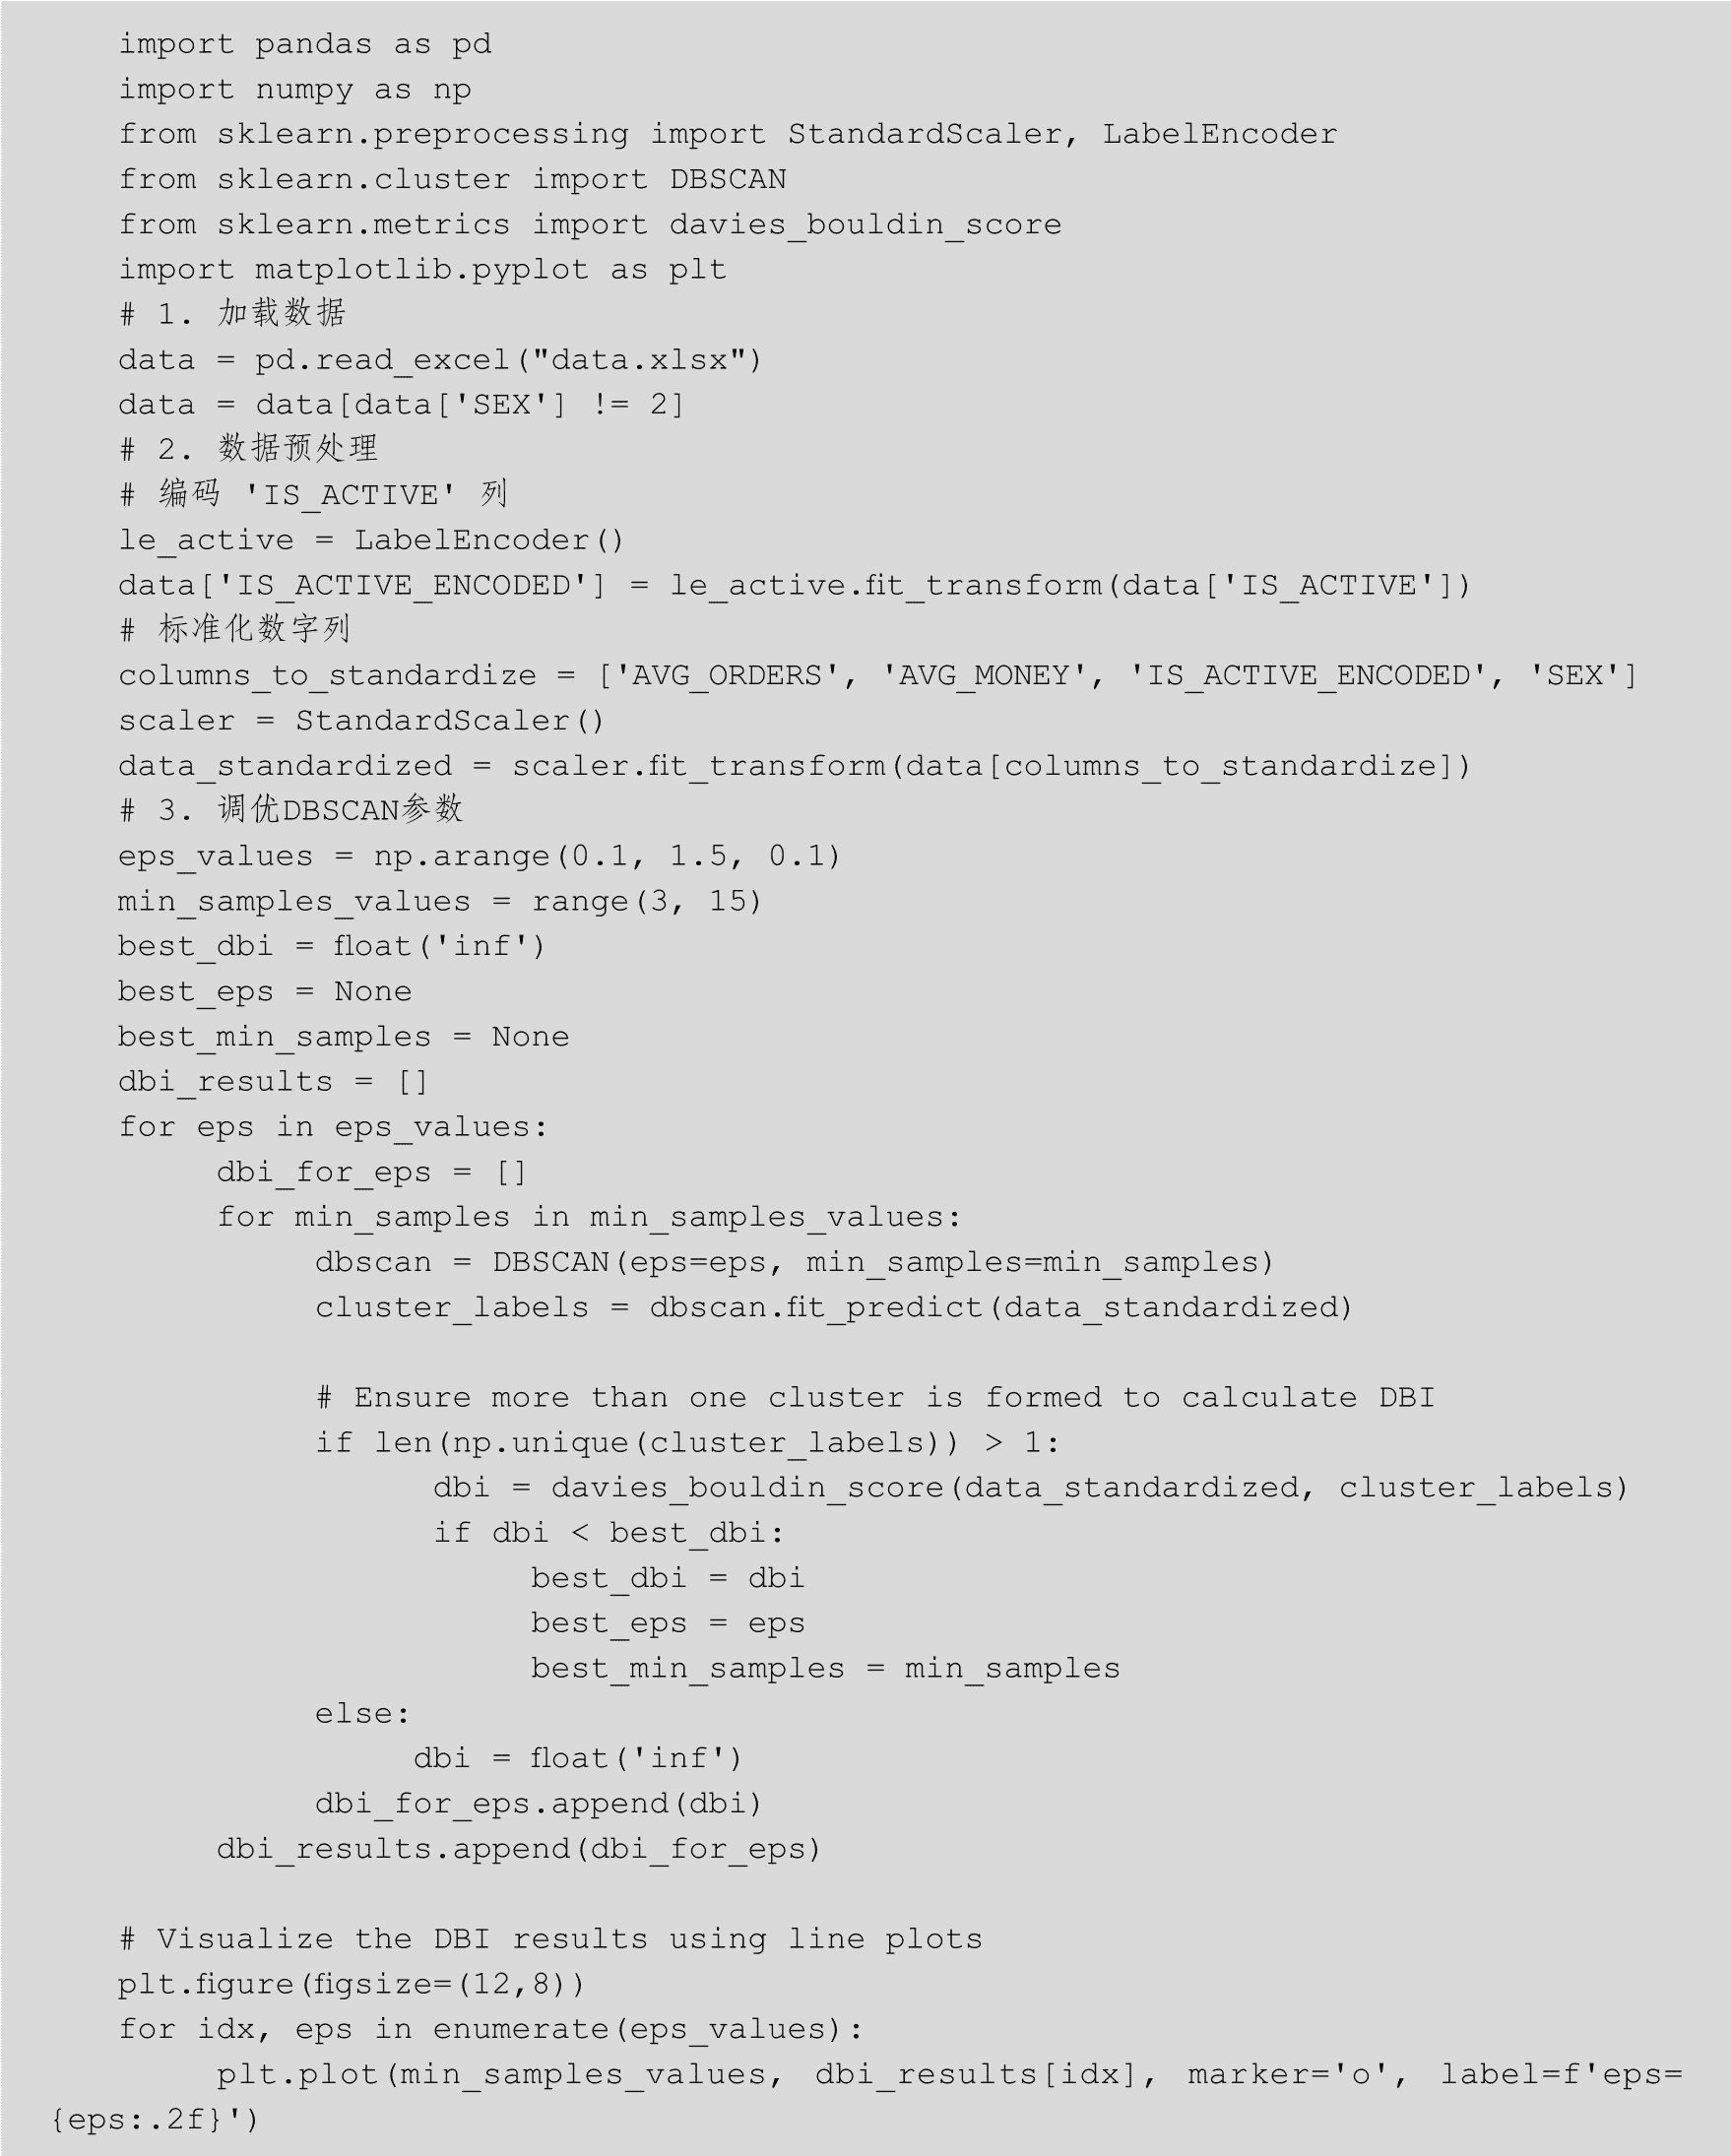 import pandas as pd
import numpy as np
from sklearn.preprocessing import StandardScaler, LabelEncoder
from sklearn.cluster import DBSCAN
from sklearn.metrics import davies_bouldin_score
import matplotlib.pyplot as plt
# 1. 加载数据
data = pd.read_excel("data.xlsx")
data = data[data['SEX'] != 2]
# 2. 数据预处理
# 编码 'IS_ACTIVE' 列
le_active = LabelEncoder()
data['IS_ACTIVE_ENCODED'] = le_active.fit_transform(data['IS_ACTIVE'])
# 标准化数字列
columns_to_standardize = ['AVG_ORDERS', 'AVG_MONEY', 'IS_ACTIVE_ENCODED', 'SEX']
scaler = StandardScaler()
data_standardized = scaler.fit_transform(data[columns_to_standardize])
# 3. 调优DBSCAN参数
eps_values = np.arange(0.1, 1.5, 0.1)
min_samples_values = range(3, 15)
best_dbi = float('inf')
best_eps = None
best_min_samples = None
dbi_results = []
for eps in eps_values:
     dbi_for_eps = []
     for min_samples in min_samples_values:
          dbscan = DBSCAN(eps=eps, min_samples=min_samples)
          cluster_labels = dbscan.fit_predict(data_standardized)

          # Ensure more than one cluster is formed to calculate DBI
          if len(np.unique(cluster_labels)) > 1:
                dbi = davies_bouldin_score(data_standardized, cluster_labels)
                if dbi < best_dbi:
                     best_dbi = dbi
                     best_eps = eps
                     best_min_samples = min_samples
          else:
               dbi = float('inf')
          dbi_for_eps.append(dbi)
     dbi_results.append(dbi_for_eps)

# Visualize the DBI results using line plots
plt.figure(figsize=(12,8))
for idx, eps in enumerate(eps_values):
     plt.plot(min_samples_values, dbi_results[idx], marker='o', label=f'eps=
{eps:.2f}')